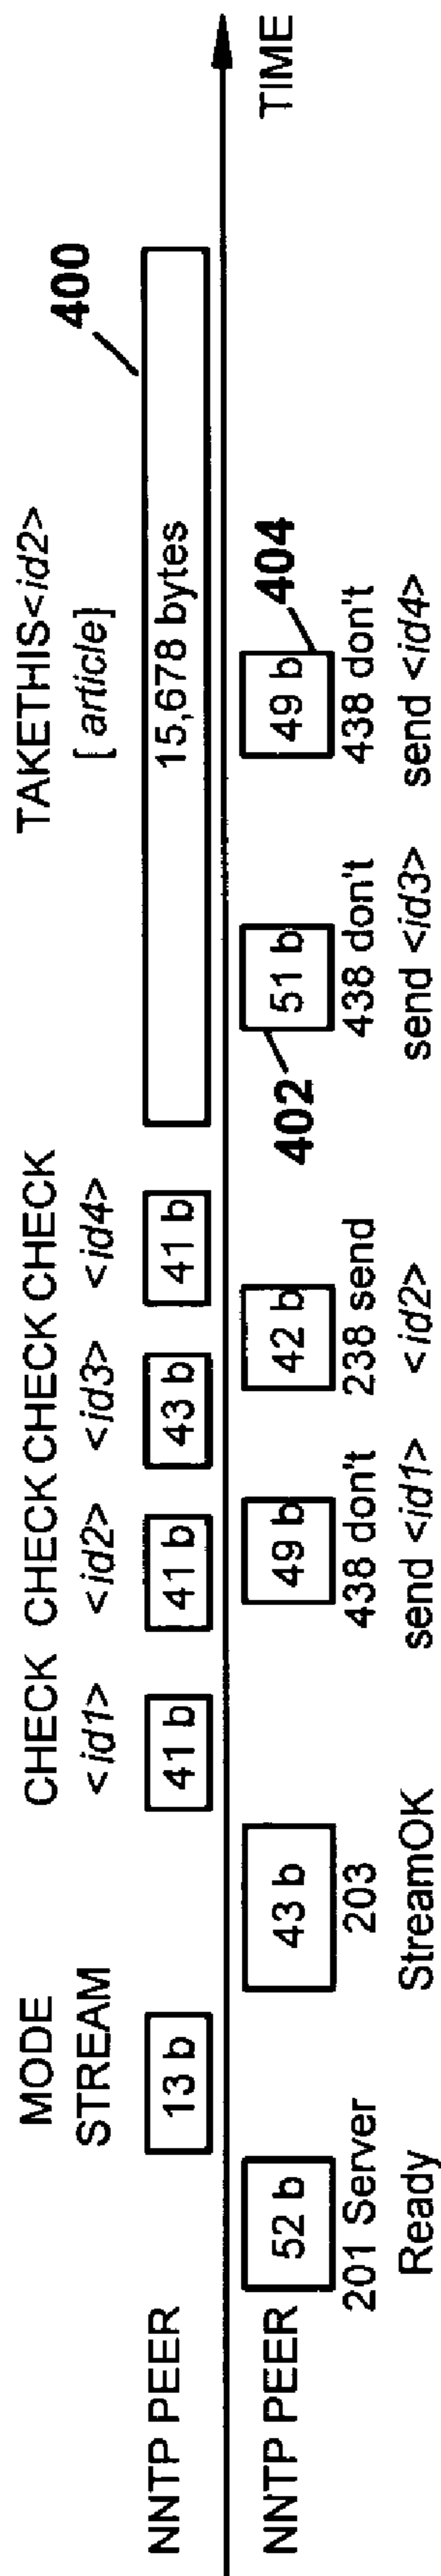 MODE
STREAM
CHECK CHECK CHECK CHECK
<id1> <id2> <id3> <id4>
TAKETHIS<id2>
[ article]
400
NNTP PEER
13 b
41 b
41 b
43 b
41 b
15,678 bytes
TIME
NNTP PEER
52 b
43 b
49 b
42 b
51 b
49 b
402
404
201 Server
Ready
203
StreamOK
438 don't
send <id1>
238 send
<id2>
438 don't
send <id3>
438 don't
send <id4>